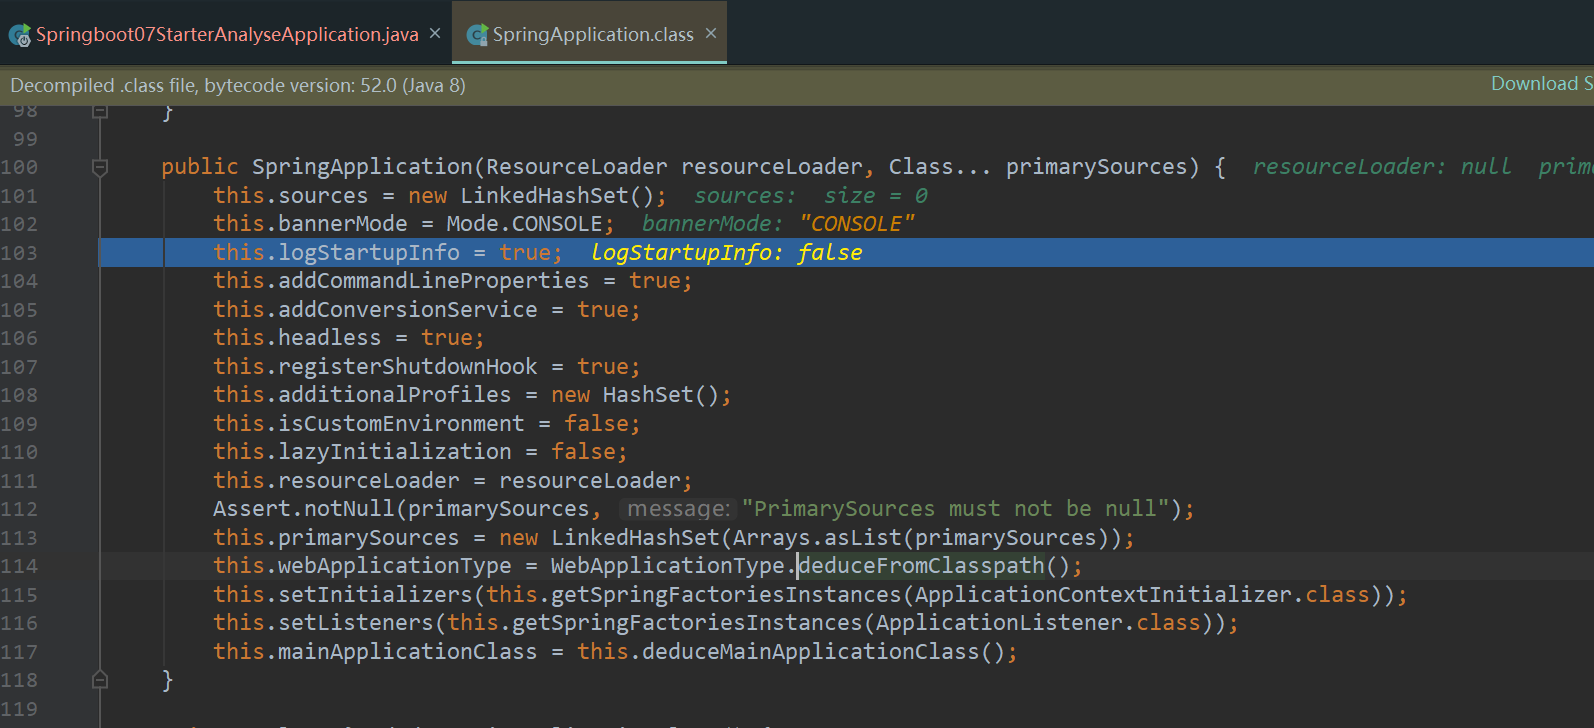 Springboot07StarterAnalyseApplication.java × SpringApplication.class ×
Decompiled .class file, bytecode version: 52.0 (Java 8) Download S
98 }
99
100 public SpringApplication(ResourceLoader resourceLoader, Class... primarySources) { resourceLoader: null prim
101 this.sources = new LinkedHashSet(); sources: size = 0
102 this.bannerMode = Mode.CONSOLE; bannerMode: "CONSOLE"
103 this.logStartupInfo = true; logStartupInfo: false
104 this.addCommandLineProperties = true;
105 this.addConversionService = true;
106 this.headless = true;
107 this.registerShutdownHook = true;
108 this.additionalProfiles = new HashSet();
109 this.isCustomEnvironment = false;
110 this.lazyInitialization = false;
111 this.resourceLoader = resourceLoader;
112 Assert.notNull(primarySources, message: "PrimarySources must not be null");
113 this.primarySources = new LinkedHashSet(Arrays.asList(primarySources));
114 this.webApplicationType = WebApplicationType.deduceFromClasspath();
115 this.setInitializers(this.getSpringFactoriesInstances(ApplicationContextInitializer.class));
116 this.setListeners(this.getSpringFactoriesInstances(ApplicationListener.class));
117 this.mainApplicationClass = this.deduceMainApplicationClass();
118 }
119